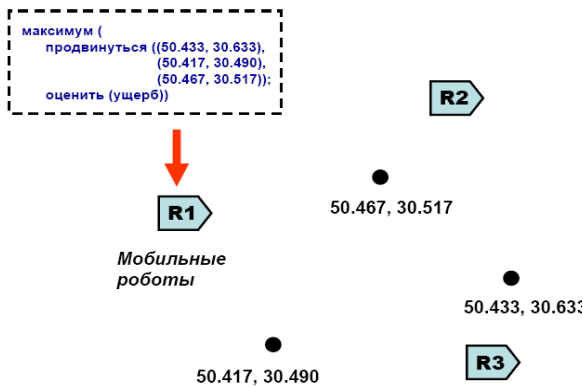 максимум (
продвинуться ((50.433, 30.633),
(50.417, 30.490),
(50.467, 30.517));
оценить (ущерб))
R2
50.467, 30.517
R1
Мобильные
роботы
50.433, 30.633
50.417, 30.490
R3